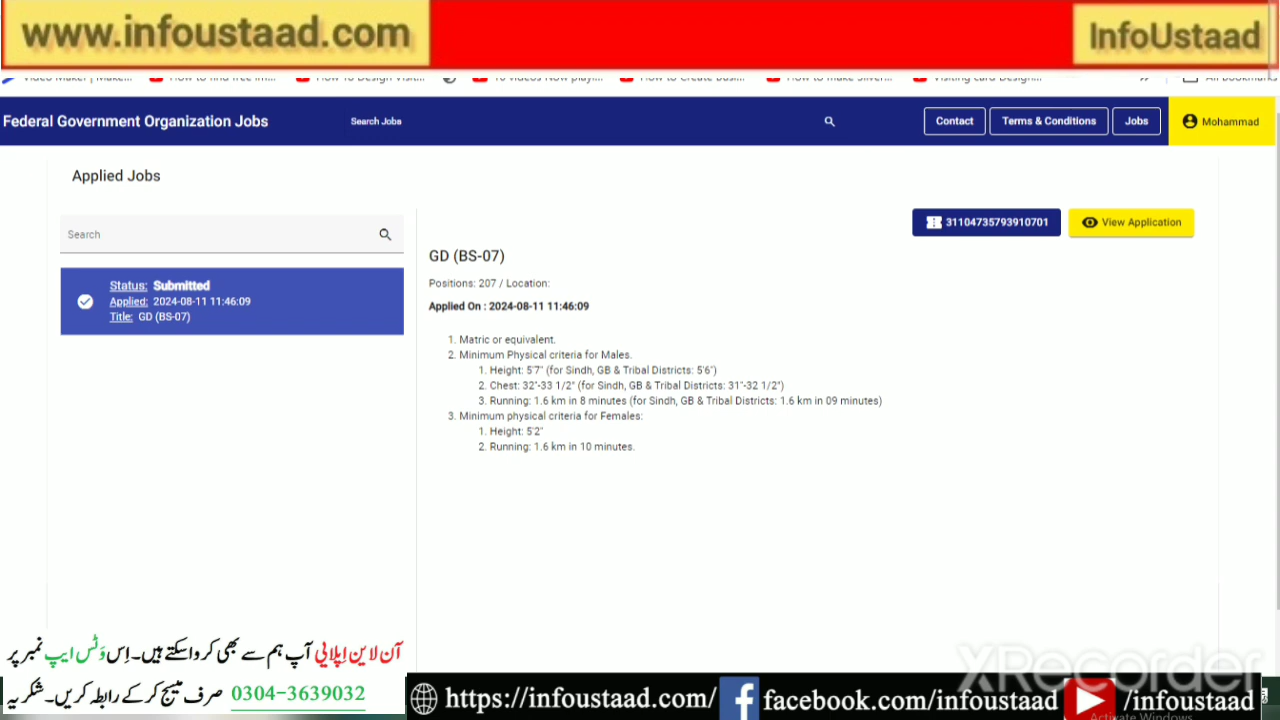 www.infoustaad.com
InfoUstaad
Federal Government Organization Jobs
Search Jobs
Contact
Terms & Conditions
Jobs
Mohammad
Applied Jobs
Search
31104735793910701
View Application
Status: Submitted
Applied: 2024-08-11 11:46:09
Title: GD (BS-07)
GD (BS-07)
Positions: 207 / Location:
Applied On : 2024-08-11 11:46:09
1. Matric or equivalent.
2. Minimum Physical criteria for Males.
1. Height: 5'7" (for Sindh, GB & Tribal Districts: 5'6")
2. Chest: 32"-33 1/2" (for Sindh, GB & Tribal Districts: 31"-32 1/2")
3. Running: 1.6 km in 8 minutes (for Sindh, GB & Tribal Districts: 1.6 km in 09 minutes)
3. Minimum physical criteria for Females:
1. Height: 5'2"
2. Running: 1.6 km in 10 minutes.
آن لاین اپلائی آپ ہم سے بھی کرواسکتے ہیں۔ اِس وَٹس ایپ نمبر پر
0304-3639032 صرف میسج کر کے رابطہ کریں۔ شکریہ
XRecorder
https://infoustaad.com/
facebook.com/infoustaad
/infoustaad
Activate Windows